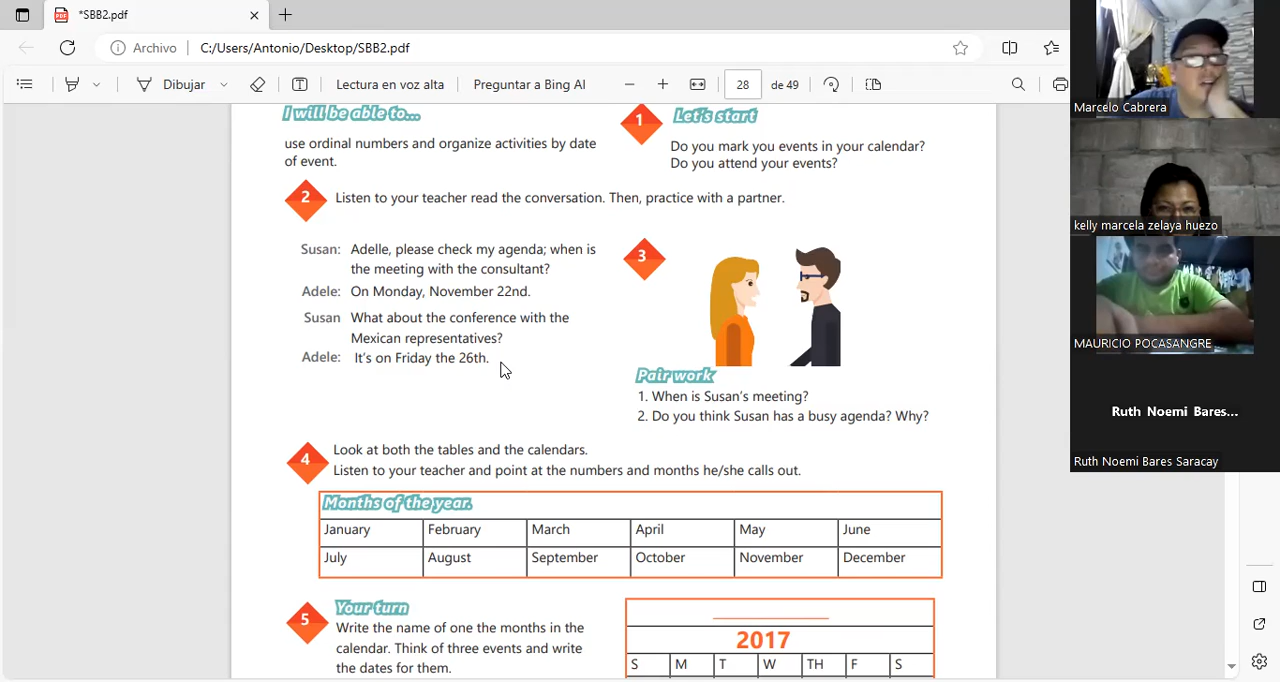 *SBB2.pdf
Archivo
C:/Users/Antonio/Desktop/SBB2.pdf
Dibujar
Lectura en voz alta
Preguntar a Bing AI
28
de 49
I will be able to...
use ordinal numbers and organize activities by date
of event.
1
Let's start
Do you mark you events in your calendar?
Do you attend your events?
2
Listen to your teacher read the conversation. Then, practice with a partner.
Susan: Adelle, please check my agenda; when is
the meeting with the consultant?
Adele: On Monday, November 22nd.
Susan What about the conference with the
Mexican representatives?
Adele: It's on Friday the 26th.
3
Pair work
1. When is Susan's meeting?
2. Do you think Susan has a busy agenda? Why?
4
Look at both the tables and the calendars.
Listen to your teacher and point at the numbers and months he/she calls out.
Months of the year.
January February March April May June
July August September October November December
5
Your turn
Write the name of one the months in the
calendar. Think of three events and write
the dates for them.
2017
S M T W TH F S
Marcelo Cabrera
kelly marcela zelaya huezo
MAURICIO POCASANGRE
Ruth Noemi Bares...
Ruth Noemi Bares Saracay